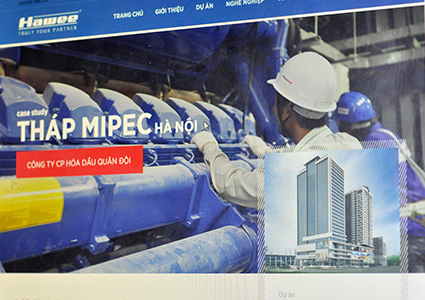 Hawee
TRULY YOUR PARTNER
TRANG CHỦ GIỚI THIỆU DỰ ÁN NGHỀ NGHIỆP
case study
THÁP MIPEC HÀ NỘI
CÔNG TY CP HÓA DẦU QUÂN ĐỘI
Dự án